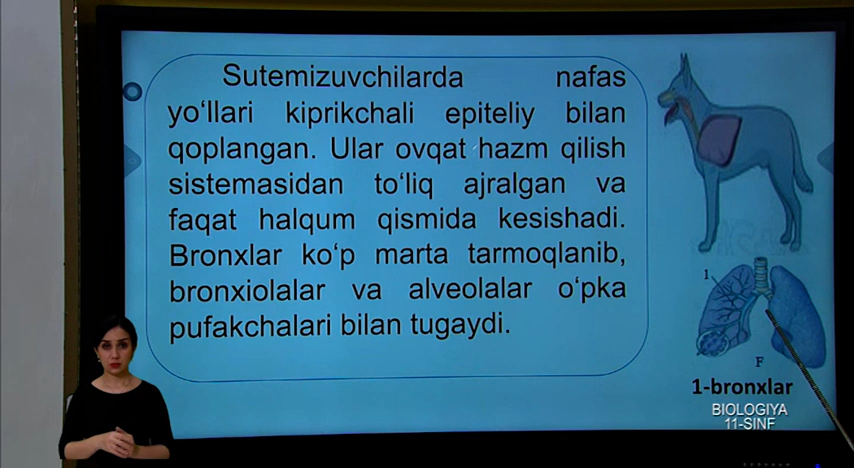 Sutemizuvchilarda nafas
yo‘llari kiprikchali epiteliy bilan
qoplangan. Ular ovqat hazm qilish
sistemasidan to‘liq ajralgan va
faqat halqum qismida kesishadi.
Bronxlar ko‘p marta tarmoqlanib,
bronxiolalar va alveolalar o‘pka
pufakchalari bilan tugaydi.
1
F
1-bronxlar
BIOLOGIYA
11-SINF